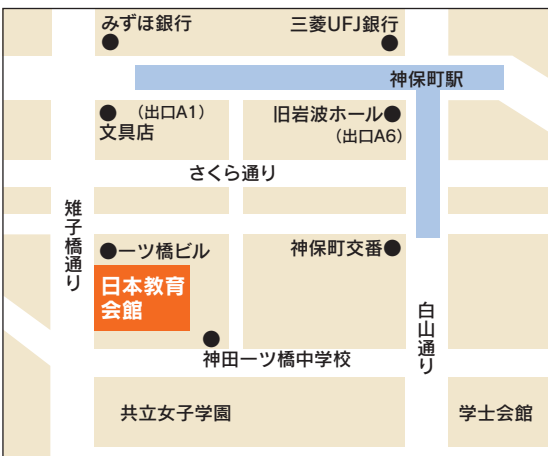 みずほ銀行
三菱UFJ銀行
神保町駅
(出口A1)
文具店
旧岩波ホール
(出口A6)
さくら通り
雉子橋通り
一ツ橋ビル
神保町交番
日本教育
会館
白山通り
神田一ツ橋中学校
共立女子学園
学士会館